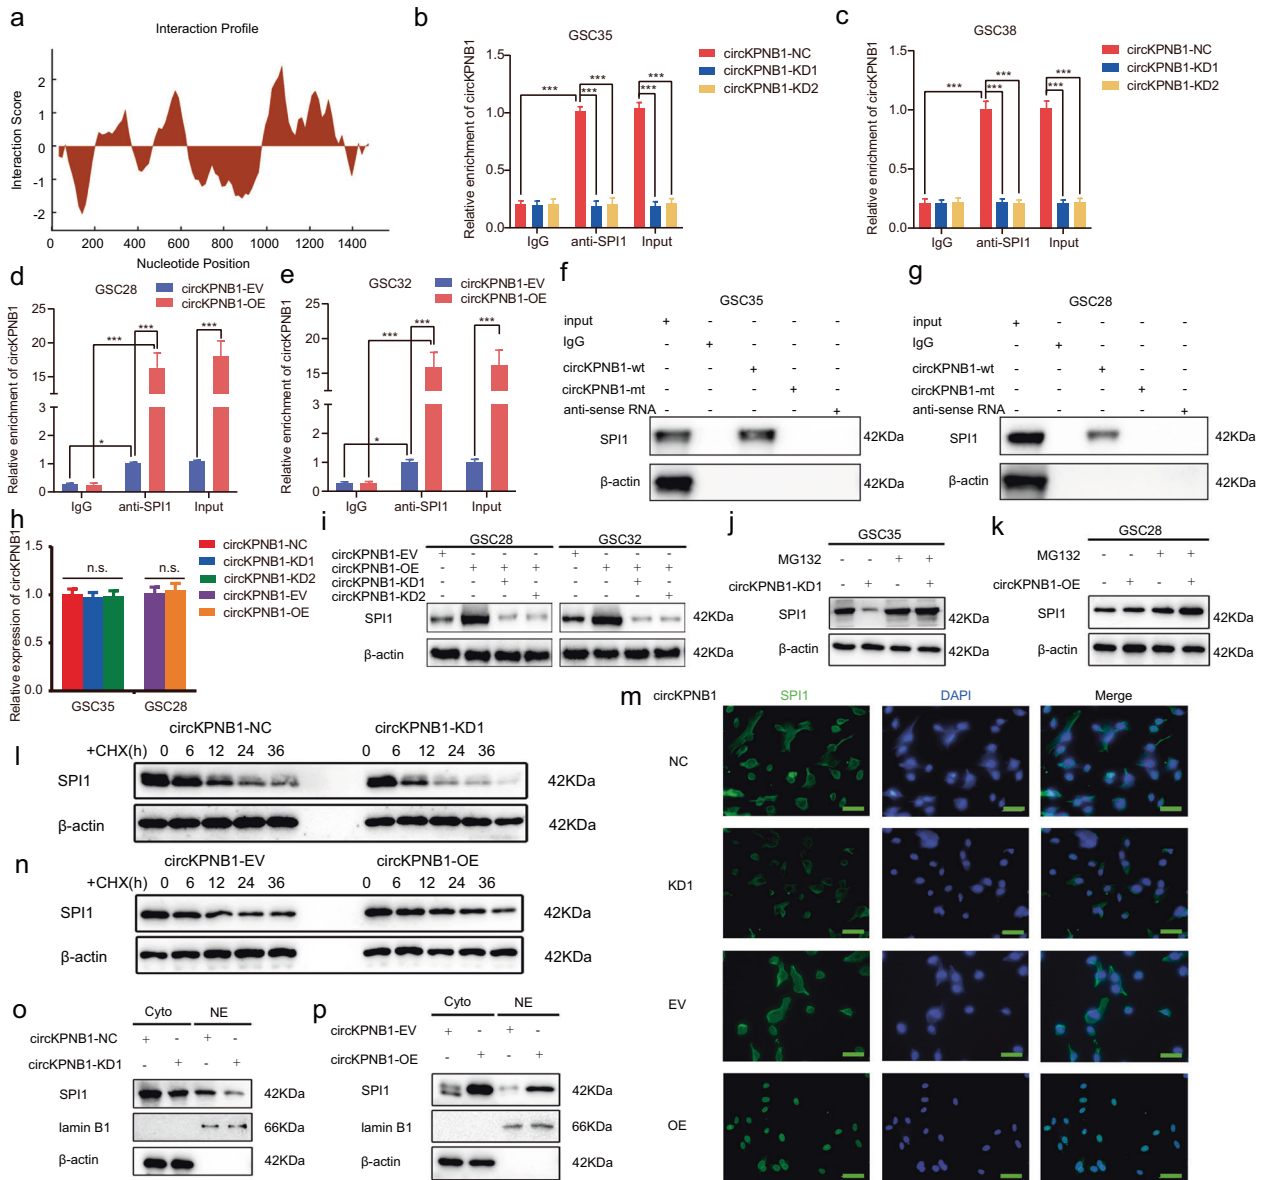 a
Interaction Profile
Interaction Score
2
1
0
-1
-2
0 200 400 600 800 1000 1200 1400
Nucleotide Position
b
GSC35
Relative enrichment of circKPNB1
1.5
1.0
0.5
0.0
*** *** *** *** ***
IgG anti-SPI1 Input
circKPNB1-NC
circKPNB1-KD1
circKPNB1-KD2
c
GSC38
Relative enrichment of circKPNB1
1.5
1.0
0.5
0.0
*** *** *** *** ***
IgG anti-SPI1 Input
circKPNB1-NC
circKPNB1-KD1
circKPNB1-KD2
d
GSC28
circKPNB1-EV
circKPNB1-OE
Relative enrichment of circKPNB1
25
20
15
3
2
1
0
*** *** *** *
IgG anti-SPI1 Input
e
GSC32
circKPNB1-EV
circKPNB1-OE
Relative enrichment of circKPNB1
25
20
15
3
2
1
0
*** *** *** *
IgG anti-SPI1 Input
f
GSC35
input + - - - -
IgG - + - - -
circKPNB1-wt - - + - -
circKPNB1-mt - - - + -
anti-sense RNA - - - - +
SPI1 42KDa
β-actin 42KDa
g
GSC28
input + - - - -
IgG - + - - -
circKPNB1-wt - - + - -
circKPNB1-mt - - - + -
anti-sense RNA - - - - +
SPI1 42KDa
β-actin 42KDa
h
Relative expression of circKPNB1
1.5
1.0
0.5
0.0
n.s. n.s.
GSC35 GSC28
circKPNB1-NC
circKPNB1-KD1
circKPNB1-KD2
circKPNB1-EV
circKPNB1-OE
i
GSC28 GSC32
circKPNB1-EV + - - - + - - -
circKPNB1-OE - + + + - + + +
circKPNB1-KD1 - - + - - - + -
circKPNB1-KD2 - - - + - - - +
SPI1 42KDa
β-actin 42KDa
j
GSC35
MG132 - - + +
circKPNB1-KD1 - + - +
SPI1 42KDa
β-actin 42KDa
k
GSC28
MG132 - - + +
circKPNB1-OE - + - +
SPI1 42KDa
β-actin 42KDa
l
circKPNB1-NC circKPNB1-KD1
+CHX(h) 0 6 12 24 36 0 6 12 24 36
SPI1 42KDa
β-actin 42KDa
m
circKPNB1 SPI1 DAPI Merge
NC
KD1
EV
OE
n
circKPNB1-EV circKPNB1-OE
+CHX(h) 0 6 12 24 36 0 6 12 24 36
SPI1 42KDa
β-actin 42KDa
o
Cyto NE
circKPNB1-NC + - + -
circKPNB1-KD1 - + - +
SPI1 42KDa
lamin B1 66KDa
β-actin 42KDa
p
Cyto NE
circKPNB1-EV + - + -
circKPNB1-OE - + - +
SPI1 42KDa
lamin B1 66KDa
β-actin 42KDa